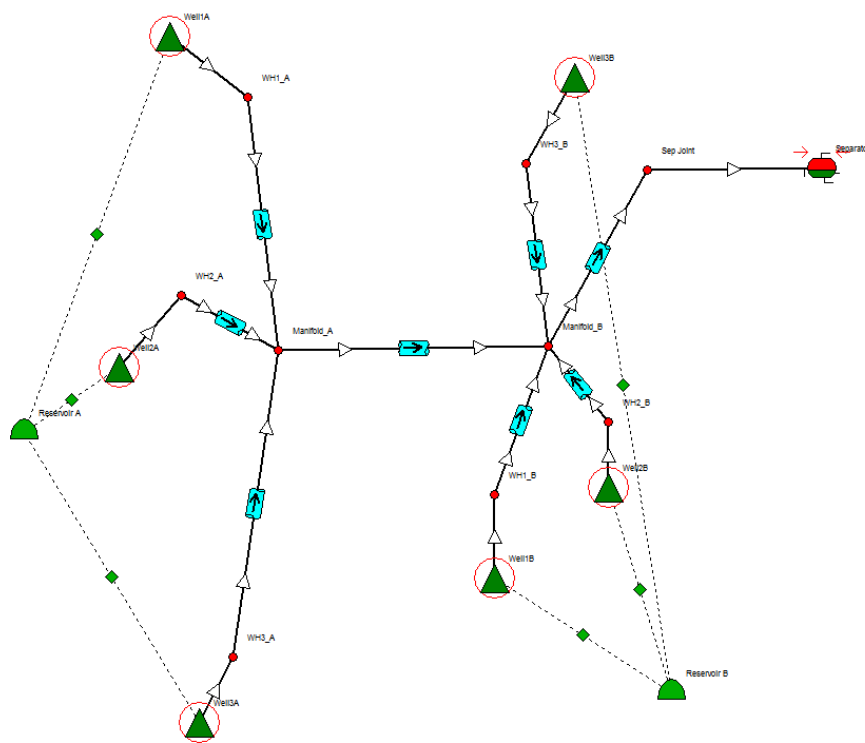 Well1A
Well3B
WH1_A
WH3_B
Sep Joint
Separato
WH2_A
Manifold_A
Manifold_B
Well2A
WH2_B
Reservoir A
Well2B
WH1_B
Well1B
WH3_A
Reservoir B
Well3A